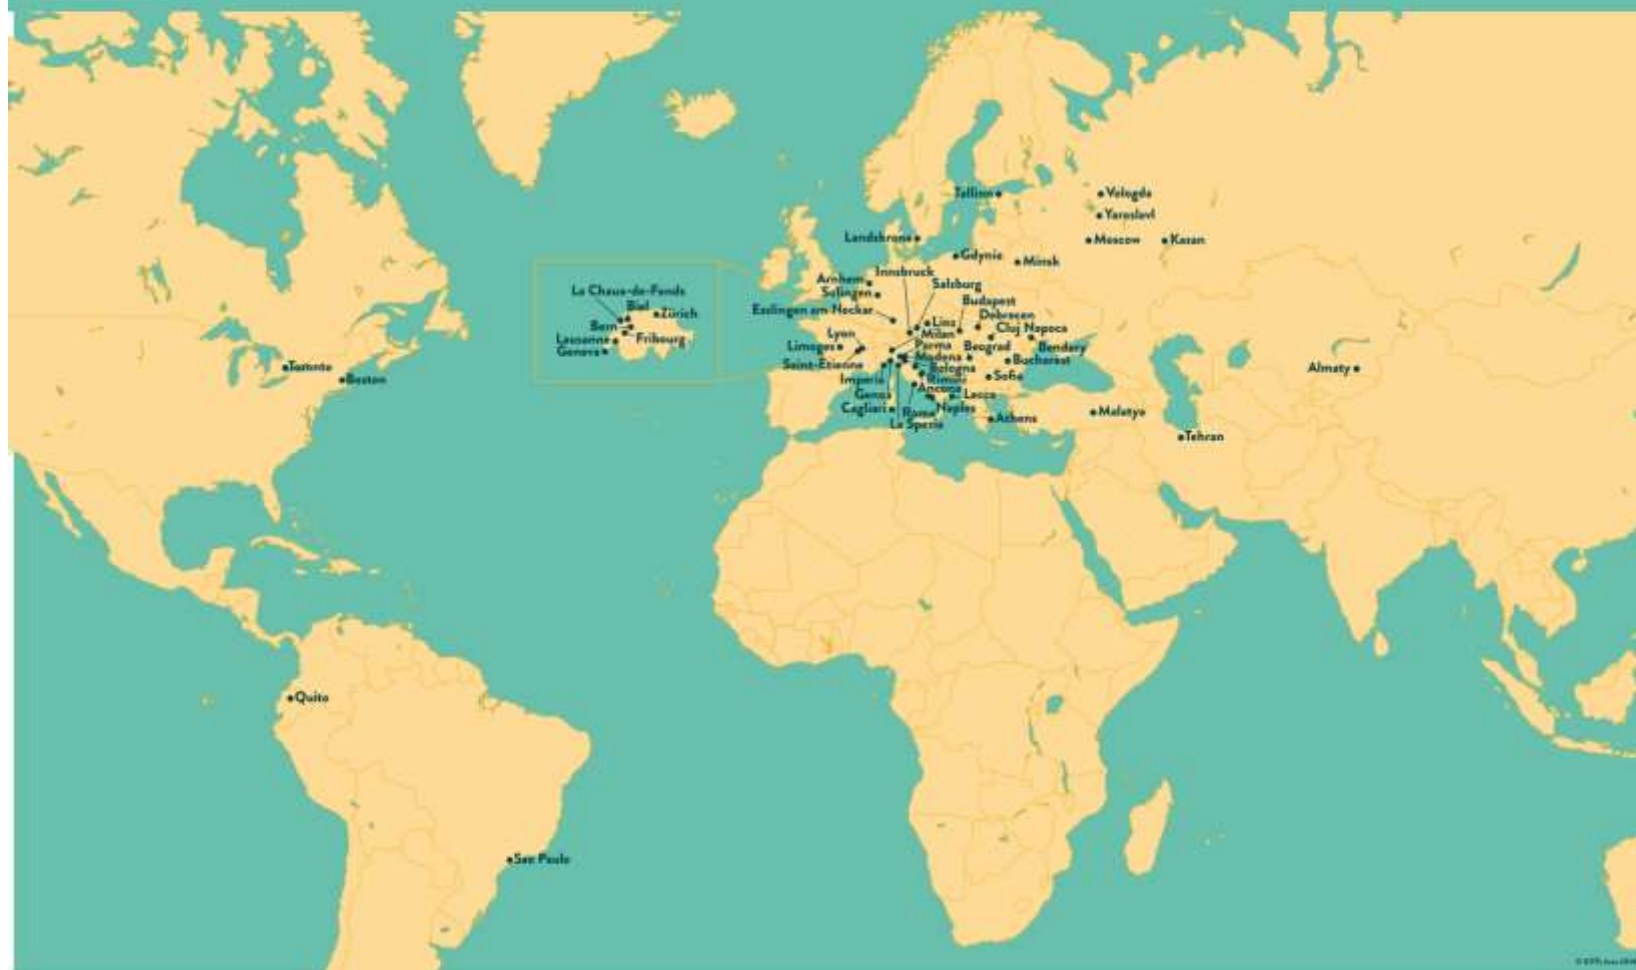 Tallinn
Vologda
Yaroslavl
Moscow
Kazan
Landskrona
Gdynia
Minsk
Innsbruck
Arnhem
Solingen
Salzburg
Budapest
Esslingen am Neckar
Debrecen
Linz
Cluj Napoca
Lyon
Milan
Limoges
Parma
Beograd
Bendery
Saint-Etienne
Modena
Bucharest
Bologna
Imperia
Rimini
Sofia
Ancona
Genoa
Lecce
Cagliari
Rome
Naples
La Spezia
Athens
Malatya
Tehran
Almaty
La Chaux-de-Fonds
Biel
Zürich
Bern
Lausanne
Fribourg
Geneva
Toronto
Boston
Quito
Sao Paulo